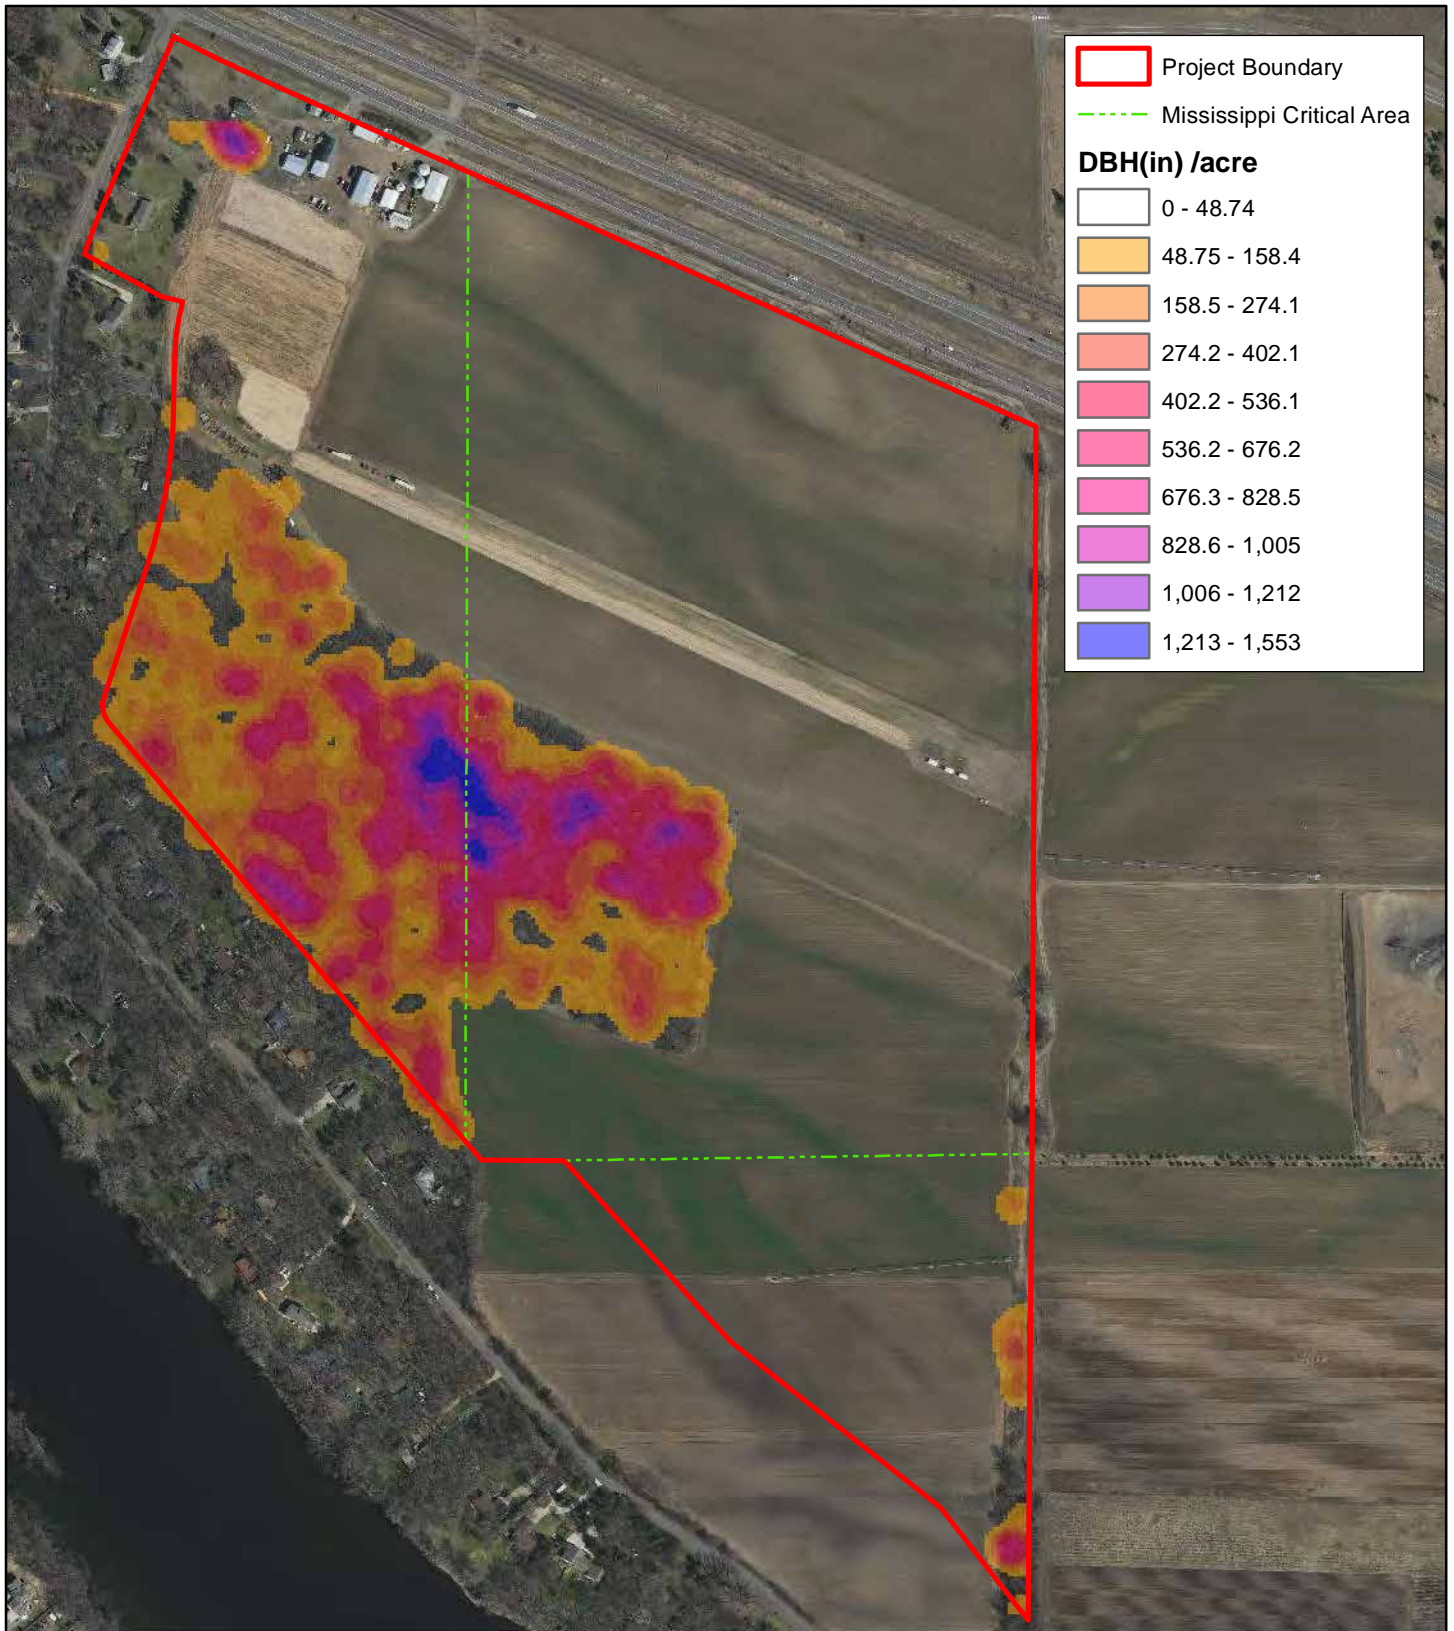 Project Boundary
Mississippi Critical Area
DBH(in) /acre
0 - 48.74
48.75 - 158.4
158.5 - 274.1
274.2 - 402.1
402.2 - 536.1
536.2 - 676.2
676.3 - 828.5
828.6 - 1,005
1,006 - 1,212
1,213 - 1,553